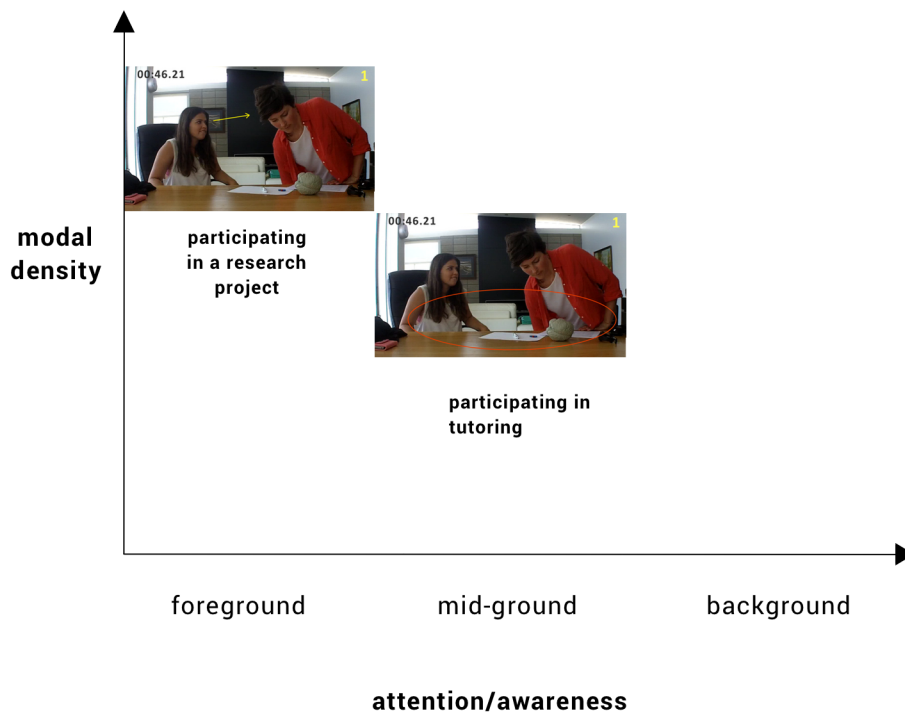 00:46.21
1
participating
in a research
project
modal
density
00:46.21
1
participating in
tutoring
foreground
mid-ground
background
attention/awareness